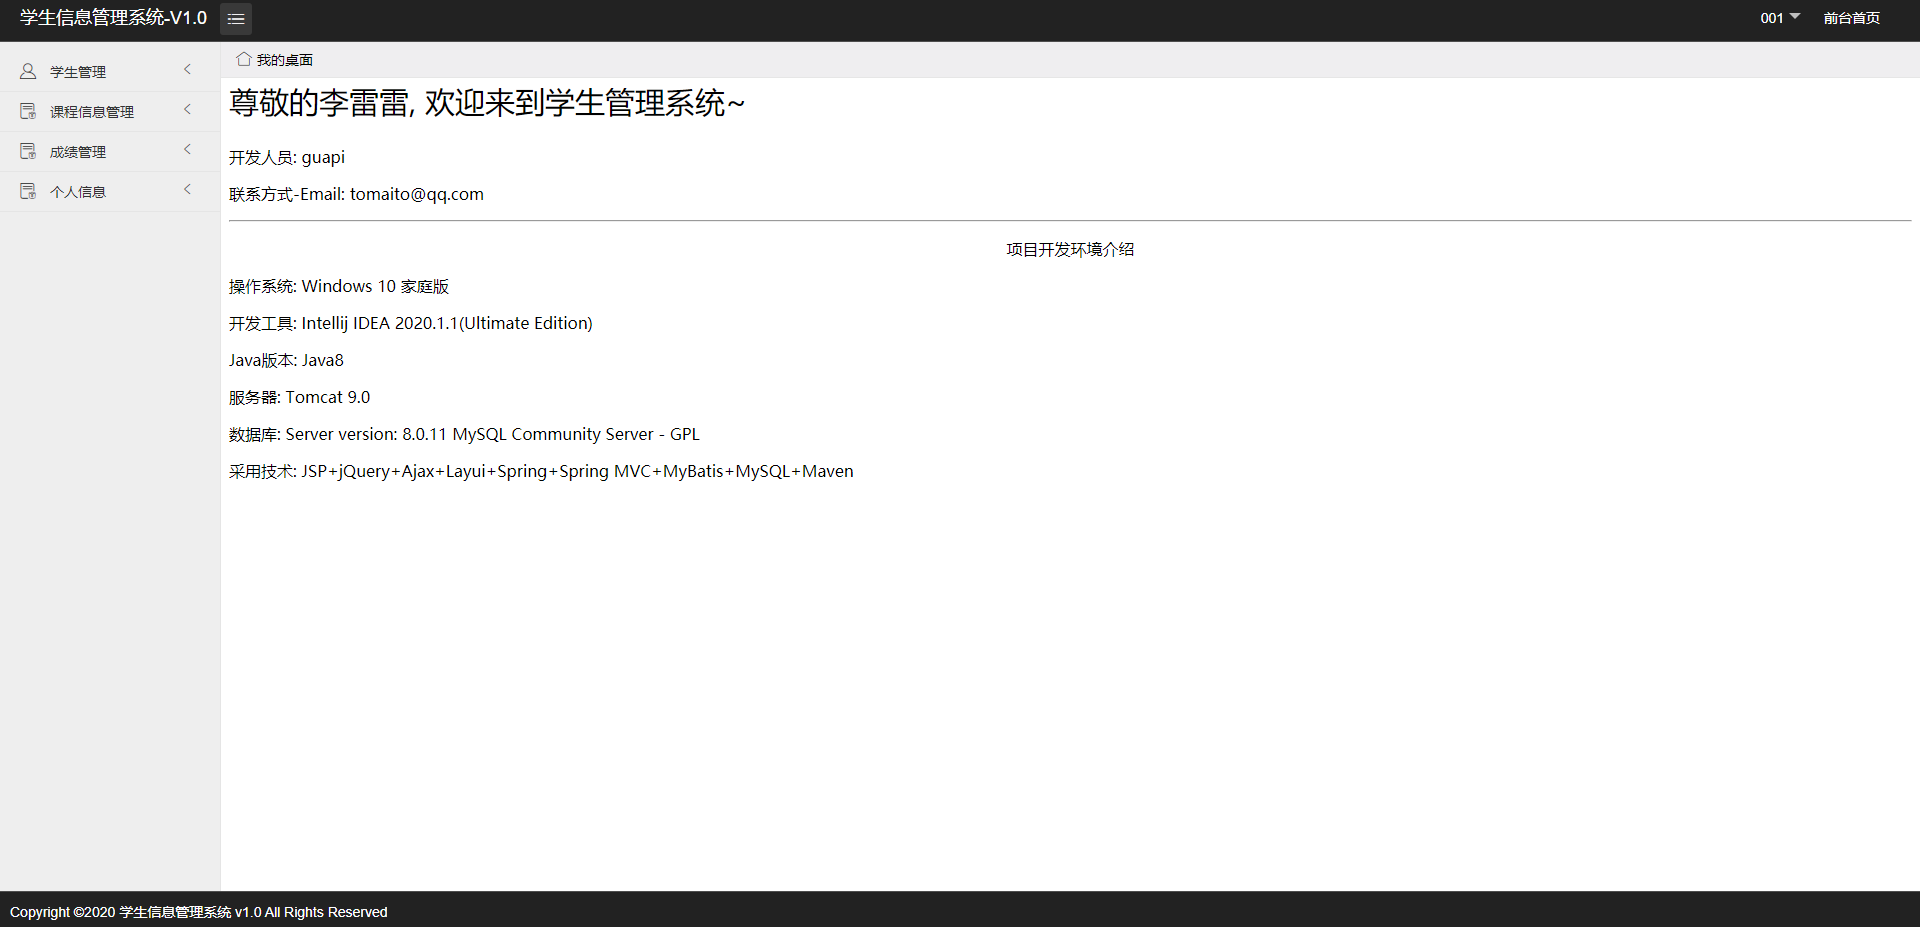 学生信息管理系统-V1.0
001
前台首页
学生管理
课程信息管理
成绩管理
个人信息
我的桌面
尊敬的李雷雷, 欢迎来到学生管理系统~
开发人员: guapi
联系方式-Email: tomaito@qq.com
项目开发环境介绍
操作系统: Windows 10 家庭版
开发工具: Intellij IDEA 2020.1.1(Ultimate Edition)
Java版本: Java8
服务器: Tomcat 9.0
数据库: Server version: 8.0.11 MySQL Community Server - GPL
采用技术: JSP+jQuery+Ajax+Layui+Spring+Spring MVC+MyBatis+MySQL+Maven
Copyright ©2020 学生信息管理系统 v1.0 All Rights Reserved